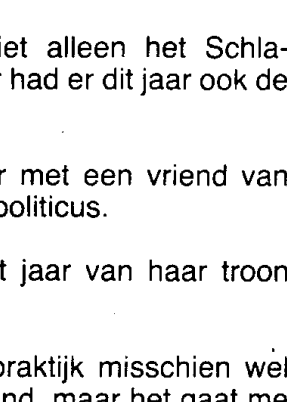 iet alleen het Schla-
r had er dit jaar ook de
r met een vriend van
politicus.
t jaar van haar troon
praktijk misschien wel
nd, maar het gaat me